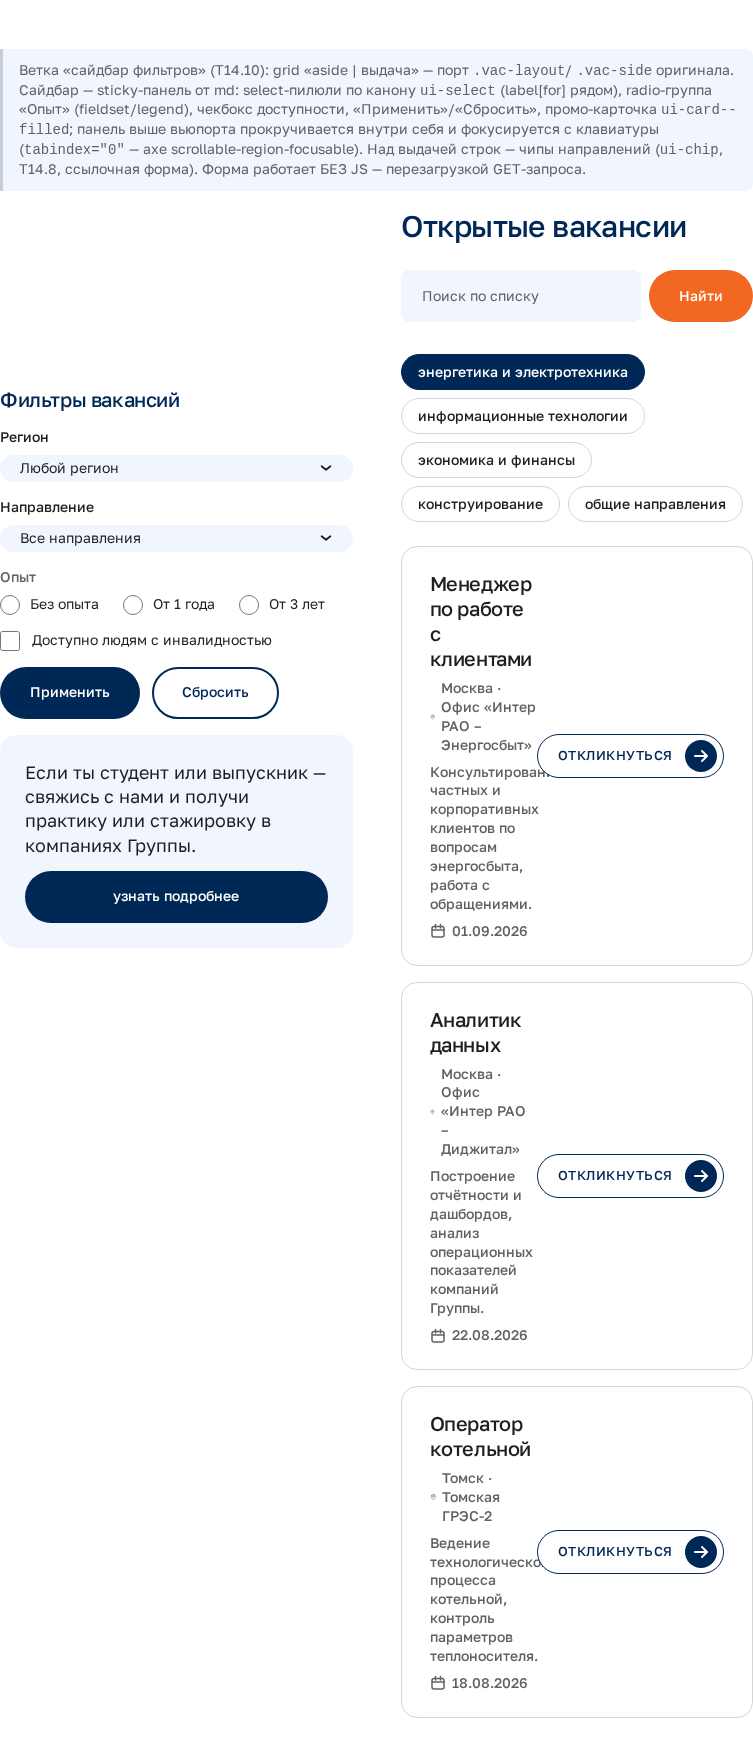 Ветка «сайдбар фильтров» (T14.10): grid «aside | выдача» — порт .vac-layout/ .vac-side оригинала.
Сайдбар — sticky-панель от md: select-пилюли по канону ui-select (label[for] рядом), radio-группа
«Опыт» (fieldset/legend), чекбокс доступности, «Применить»/«Сбросить», промо-карточка ui-card--
filled; панель выше вьюпорта прокручивается внутри себя и фокусируется с клавиатуры
(tabindex="0" — axe scrollable-region-focusable). Над выдачей строк — чипы направлений (ui-chip,
T14.8, ссылочная форма). Форма работает БЕЗ JS — перезагрузкой GET-запроса.
Фильтры вакансий
Регион
Любой регион
Направление
Все направления
Опыт
Без опыта От 1 года От 3 лет
Доступно людям с инвалидностью
Применить Сбросить
Если ты студент или выпускник —
свяжись с нами и получи
практику или стажировку в
компаниях Группы.
узнать подробнее
Открытые вакансии
Поиск по списку Найти
энергетика и электротехника
информационные технологии
экономика и финансы
конструирование общие направления
Менеджер
по работе
с
клиентами
Москва ·
Офис «Интер
РАО –
Энергосбыт»
Консультировани
частных и
корпоративных
клиентов по
вопросам
энергосбыта,
работа с
обращениями.
01.09.2026
ОТКЛИКНУТЬСЯ
Аналитик
данных
Москва ·
Офис
«Интер РАО
–
Диджитал»
Построение
отчётности и
дашбордов,
анализ
операционных
показателей
компаний
Группы.
22.08.2026
ОТКЛИКНУТЬСЯ
Оператор
котельной
Томск ·
Томская
ГРЭС-2
Ведение
технологическо
процесса
котельной,
контроль
параметров
теплоносителя.
18.08.2026
ОТКЛИКНУТЬСЯ